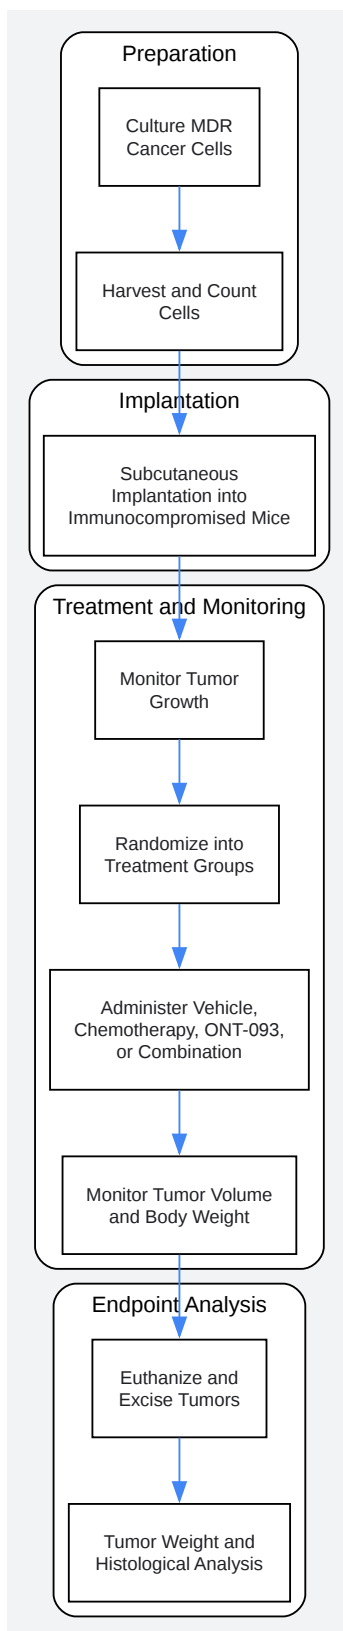 Preparation
Culture MDR
Cancer Cells
Harvest and Count
Cells
Implantation
Subcutaneous
Implantation into
Immunocompromised Mice
Treatment and Monitoring
Monitor Tumor
Growth
Randomize into
Treatment Groups
Administer Vehicle,
Chemotherapy, ONT-093,
or Combination
Monitor Tumor Volume
and Body Weight
Endpoint Analysis
Euthanize and
Excise Tumors
Tumor Weight and
Histological Analysis